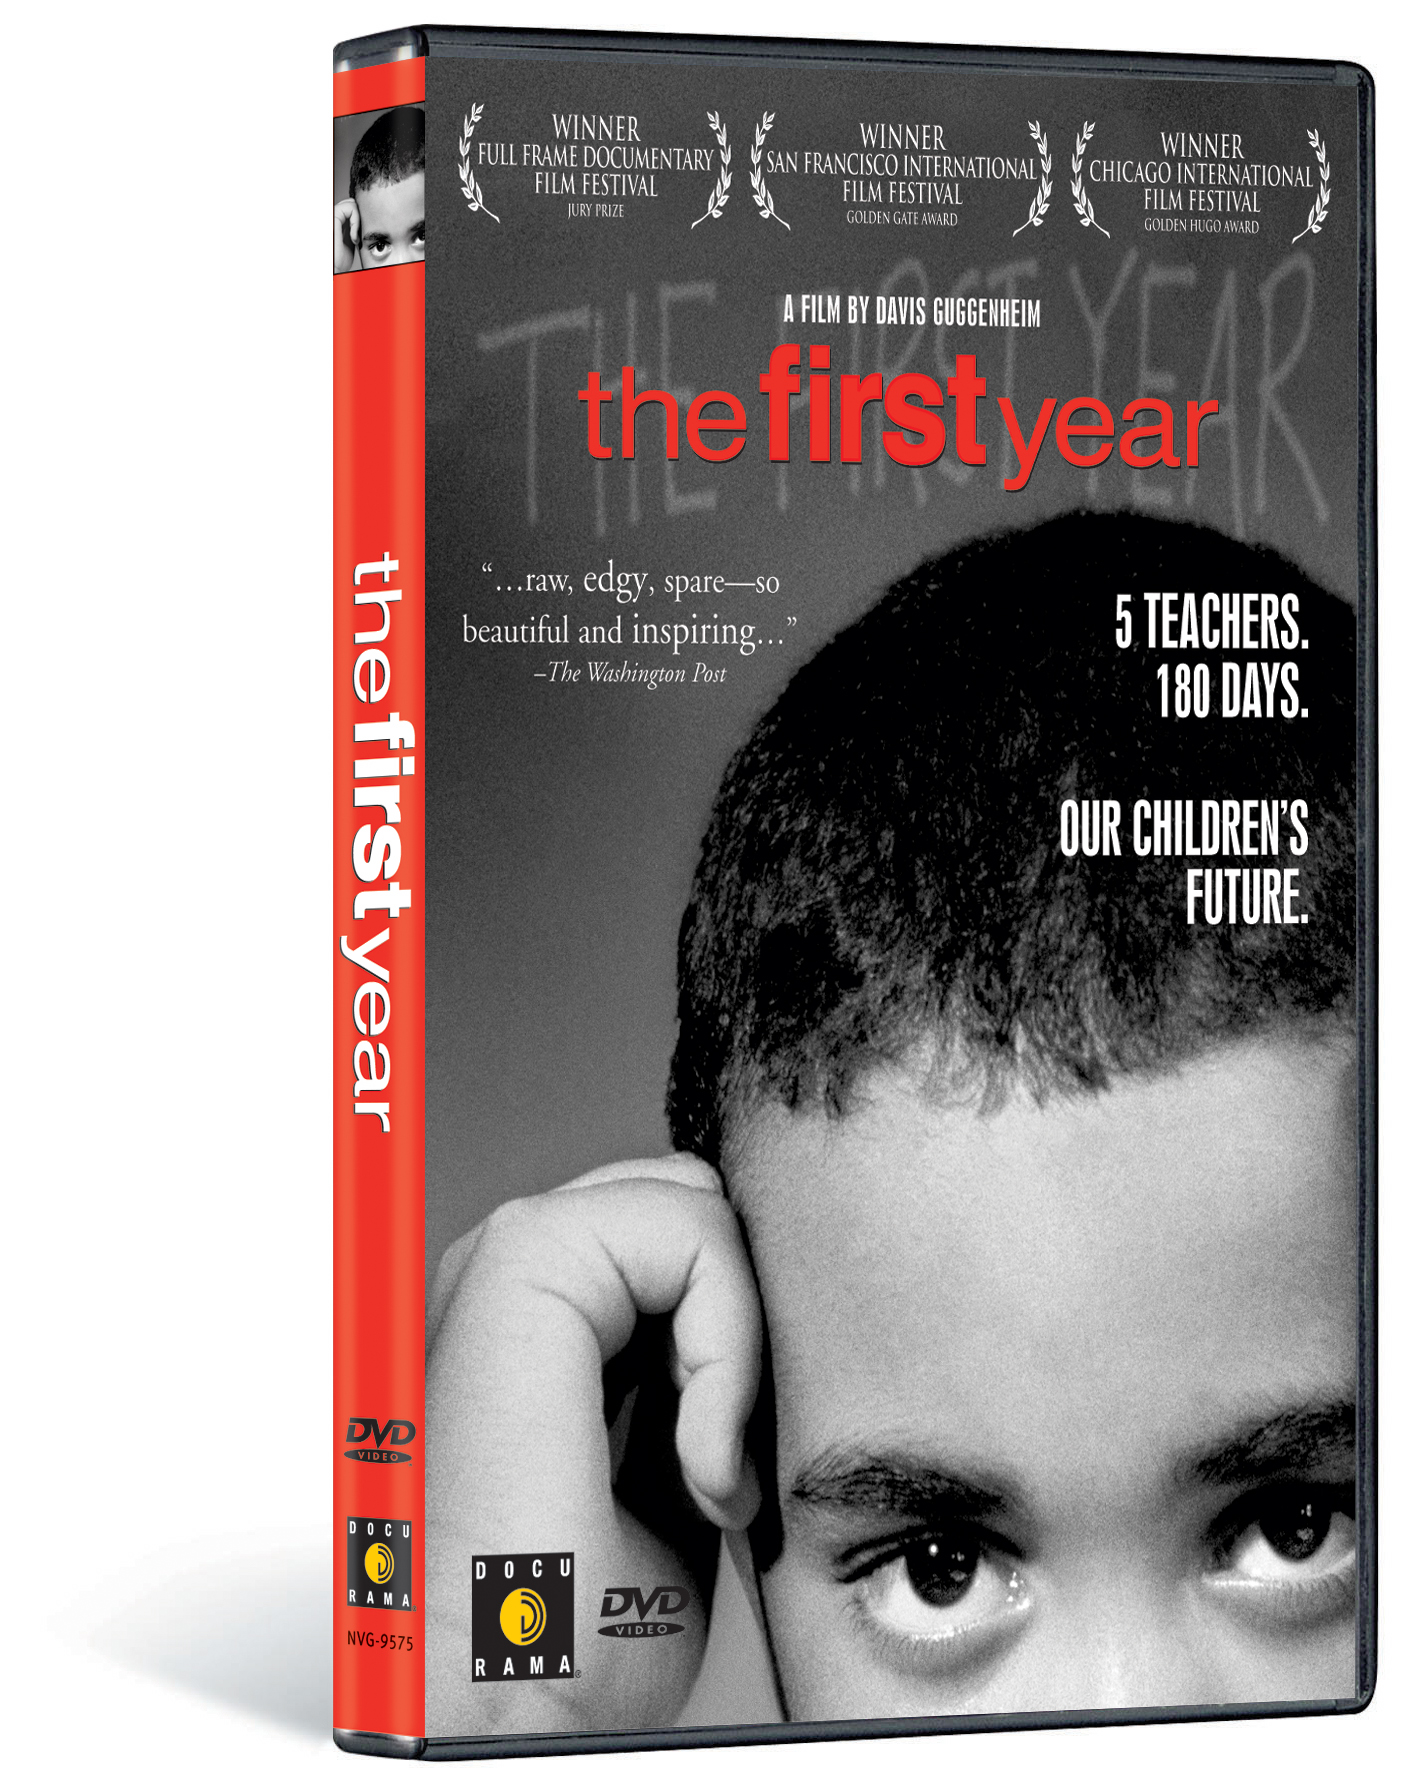 WINNER
FULL FRAME DOCUMENTARY
FILM FESTIVAL
JURY PRIZE
WINNER
SAN FRANCISCO INTERNATIONAL
FILM FESTIVAL
GOLDEN GATE AWARD
WINNER
CHICAGO INTERNATIONAL
FILM FESTIVAL
GOLDEN HUGO AWARD
THE FIRST YEAR
A FILM BY DAVIS GUGGENHEIM
the first year
“...raw, edgy, spare—so
beautiful and inspiring...”
–The Washington Post
5 TEACHERS.
180 DAYS.
OUR CHILDREN’S
FUTURE.
DOCU
RAMA®
DVD
VIDEO
the first year
DVD
VIDEO
DOCU
RAMA
NVG-9575